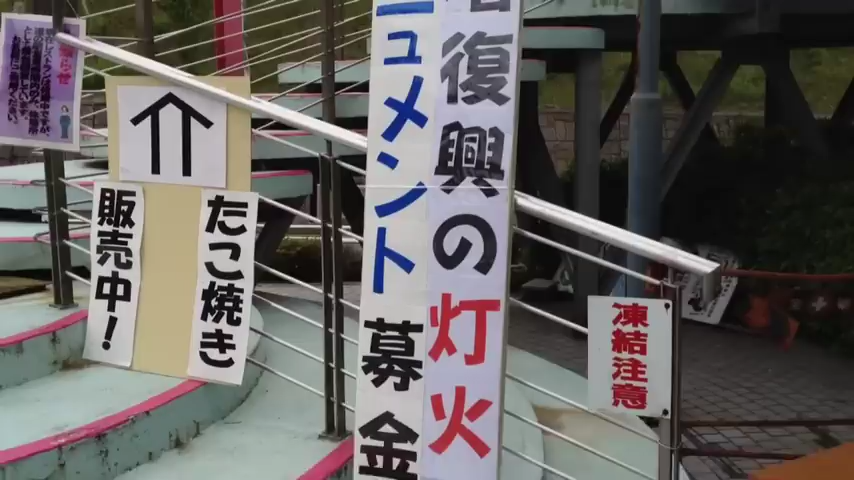 たこ焼き
販売中！
復興の灯火
ニュメント募金
凍結注意